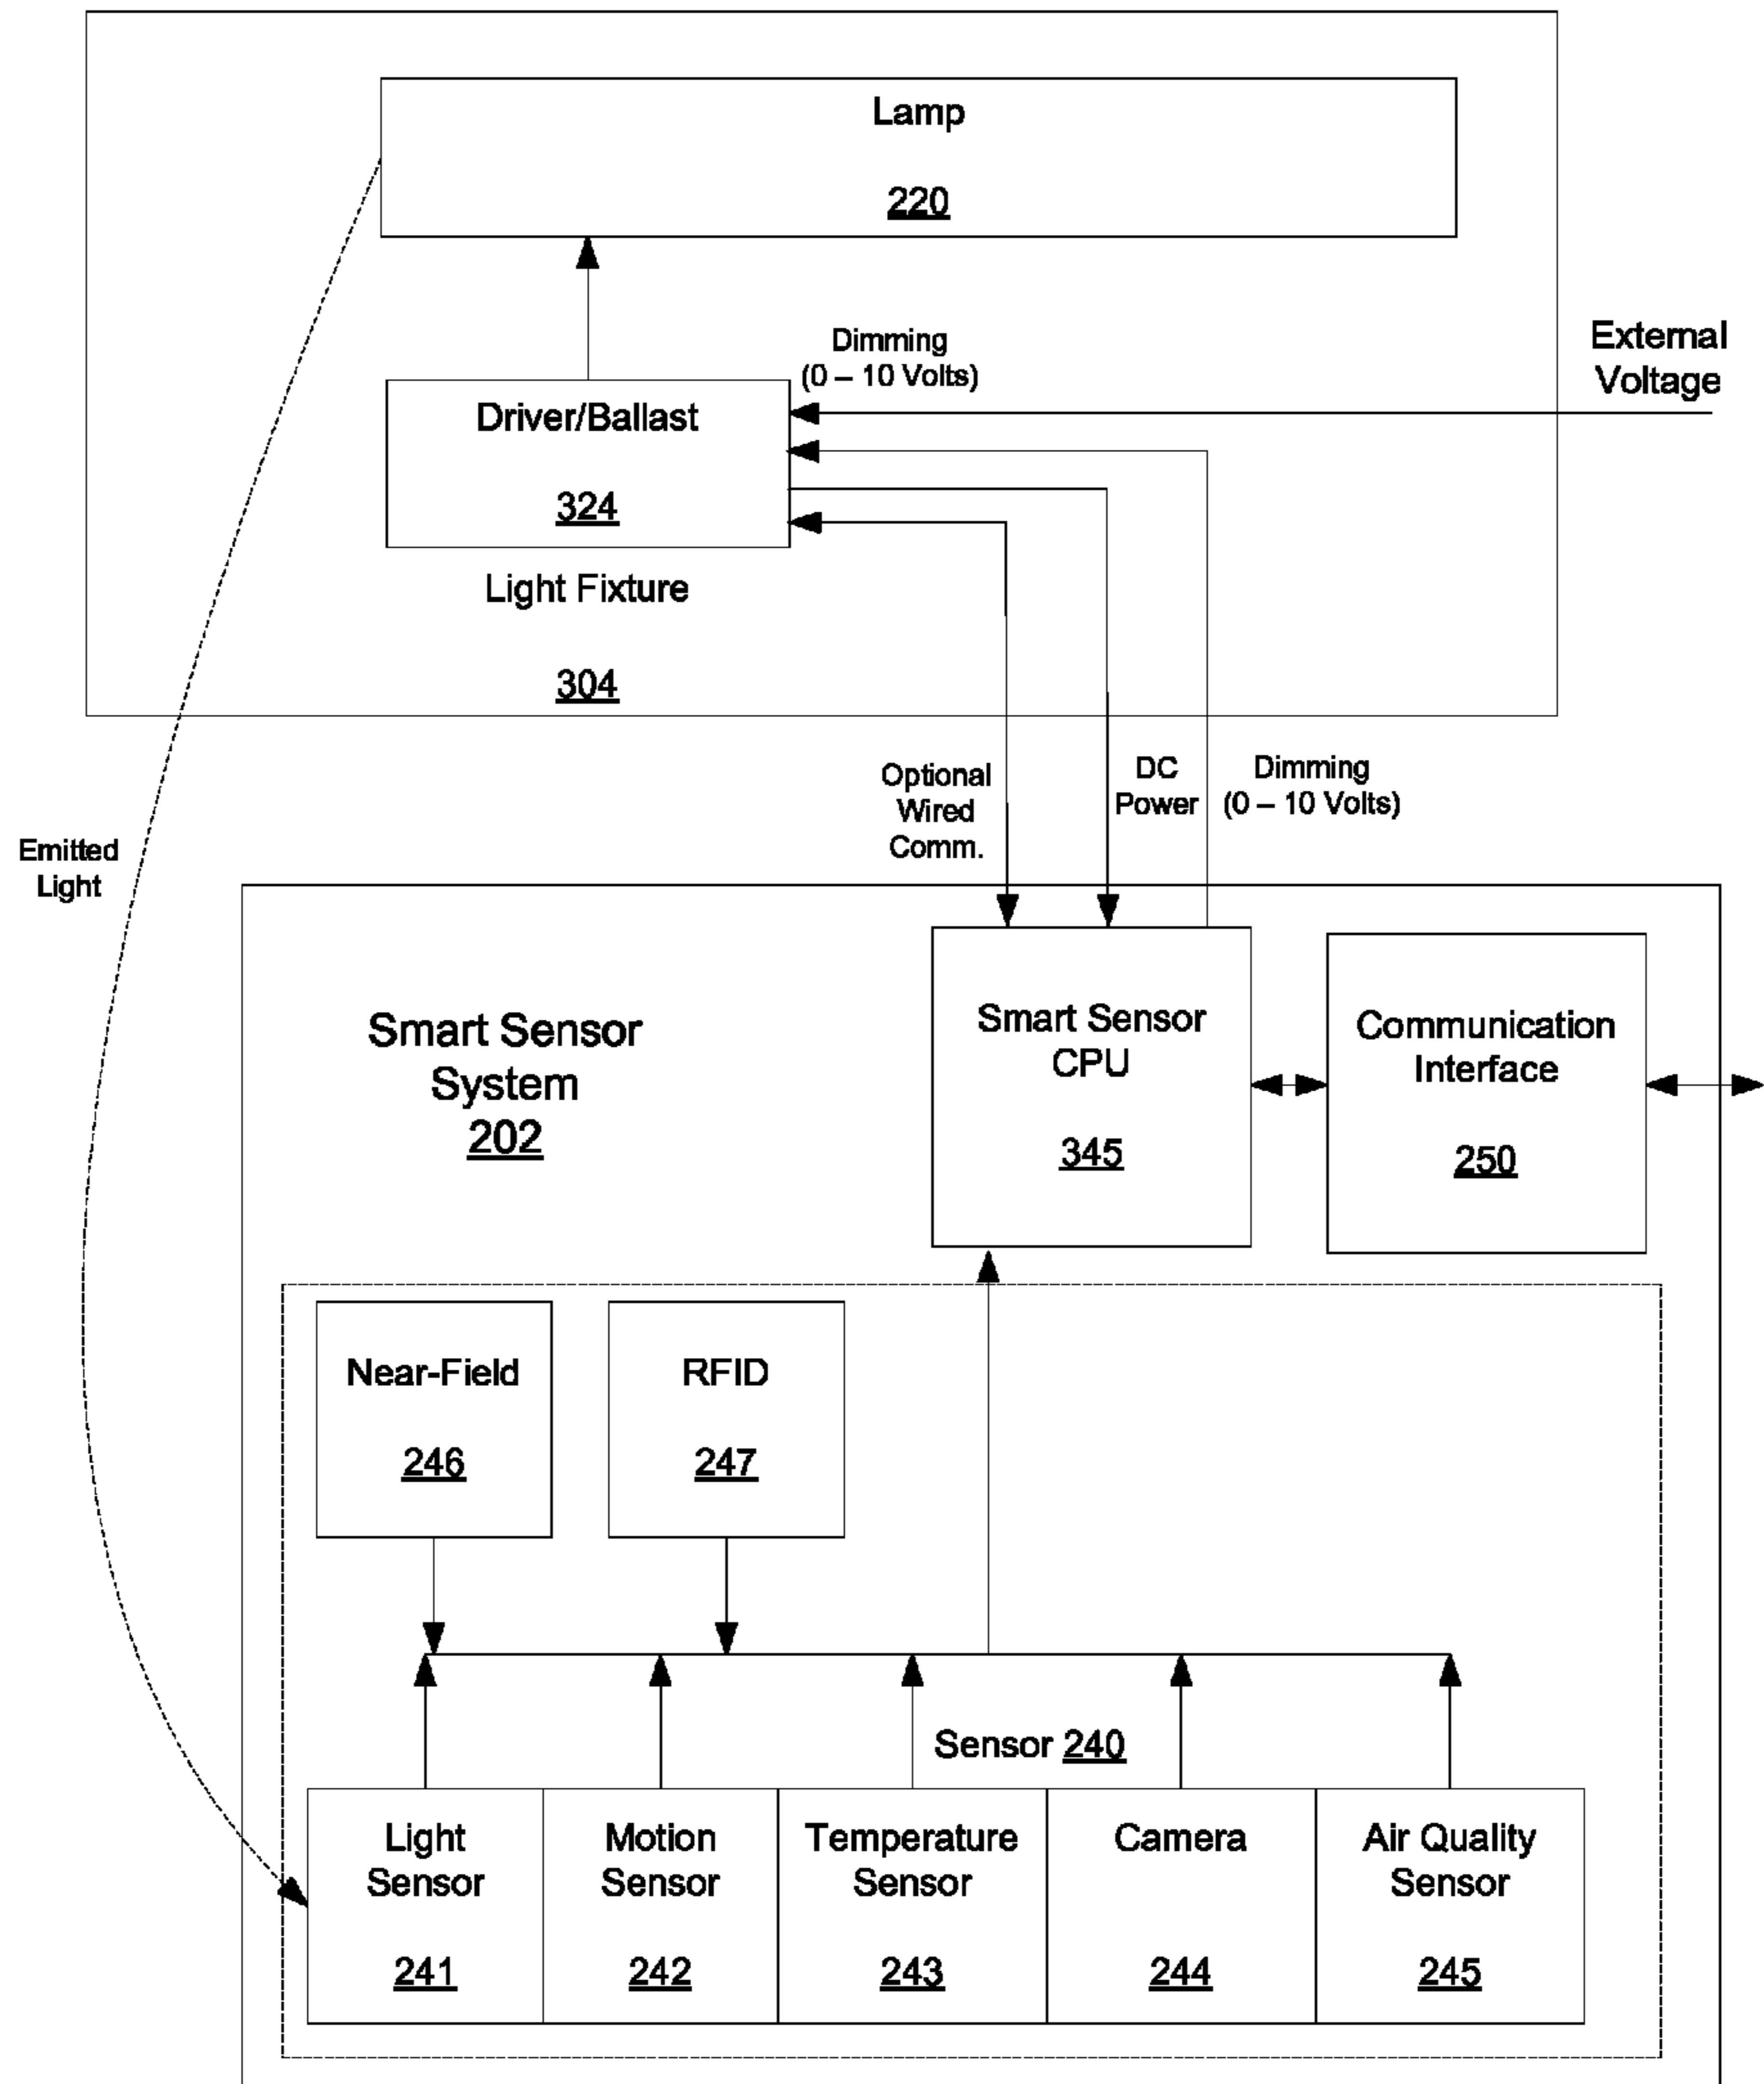 Lamp
220
Dimming
(0 – 10 Volts)
External
Voltage
Driver/Ballast
324
Light Fixture
304
Optional
Wired
Comm.
DC
Power
Dimming
(0 – 10 Volts)
Emitted
Light
Smart Sensor
System
202
Smart Sensor
CPU
345
Communication
Interface
250
Near-Field
246
RFID
247
Sensor 240
Light
Sensor
241
Motion
Sensor
242
Temperature
Sensor
243
Camera
244
Air Quality
Sensor
245